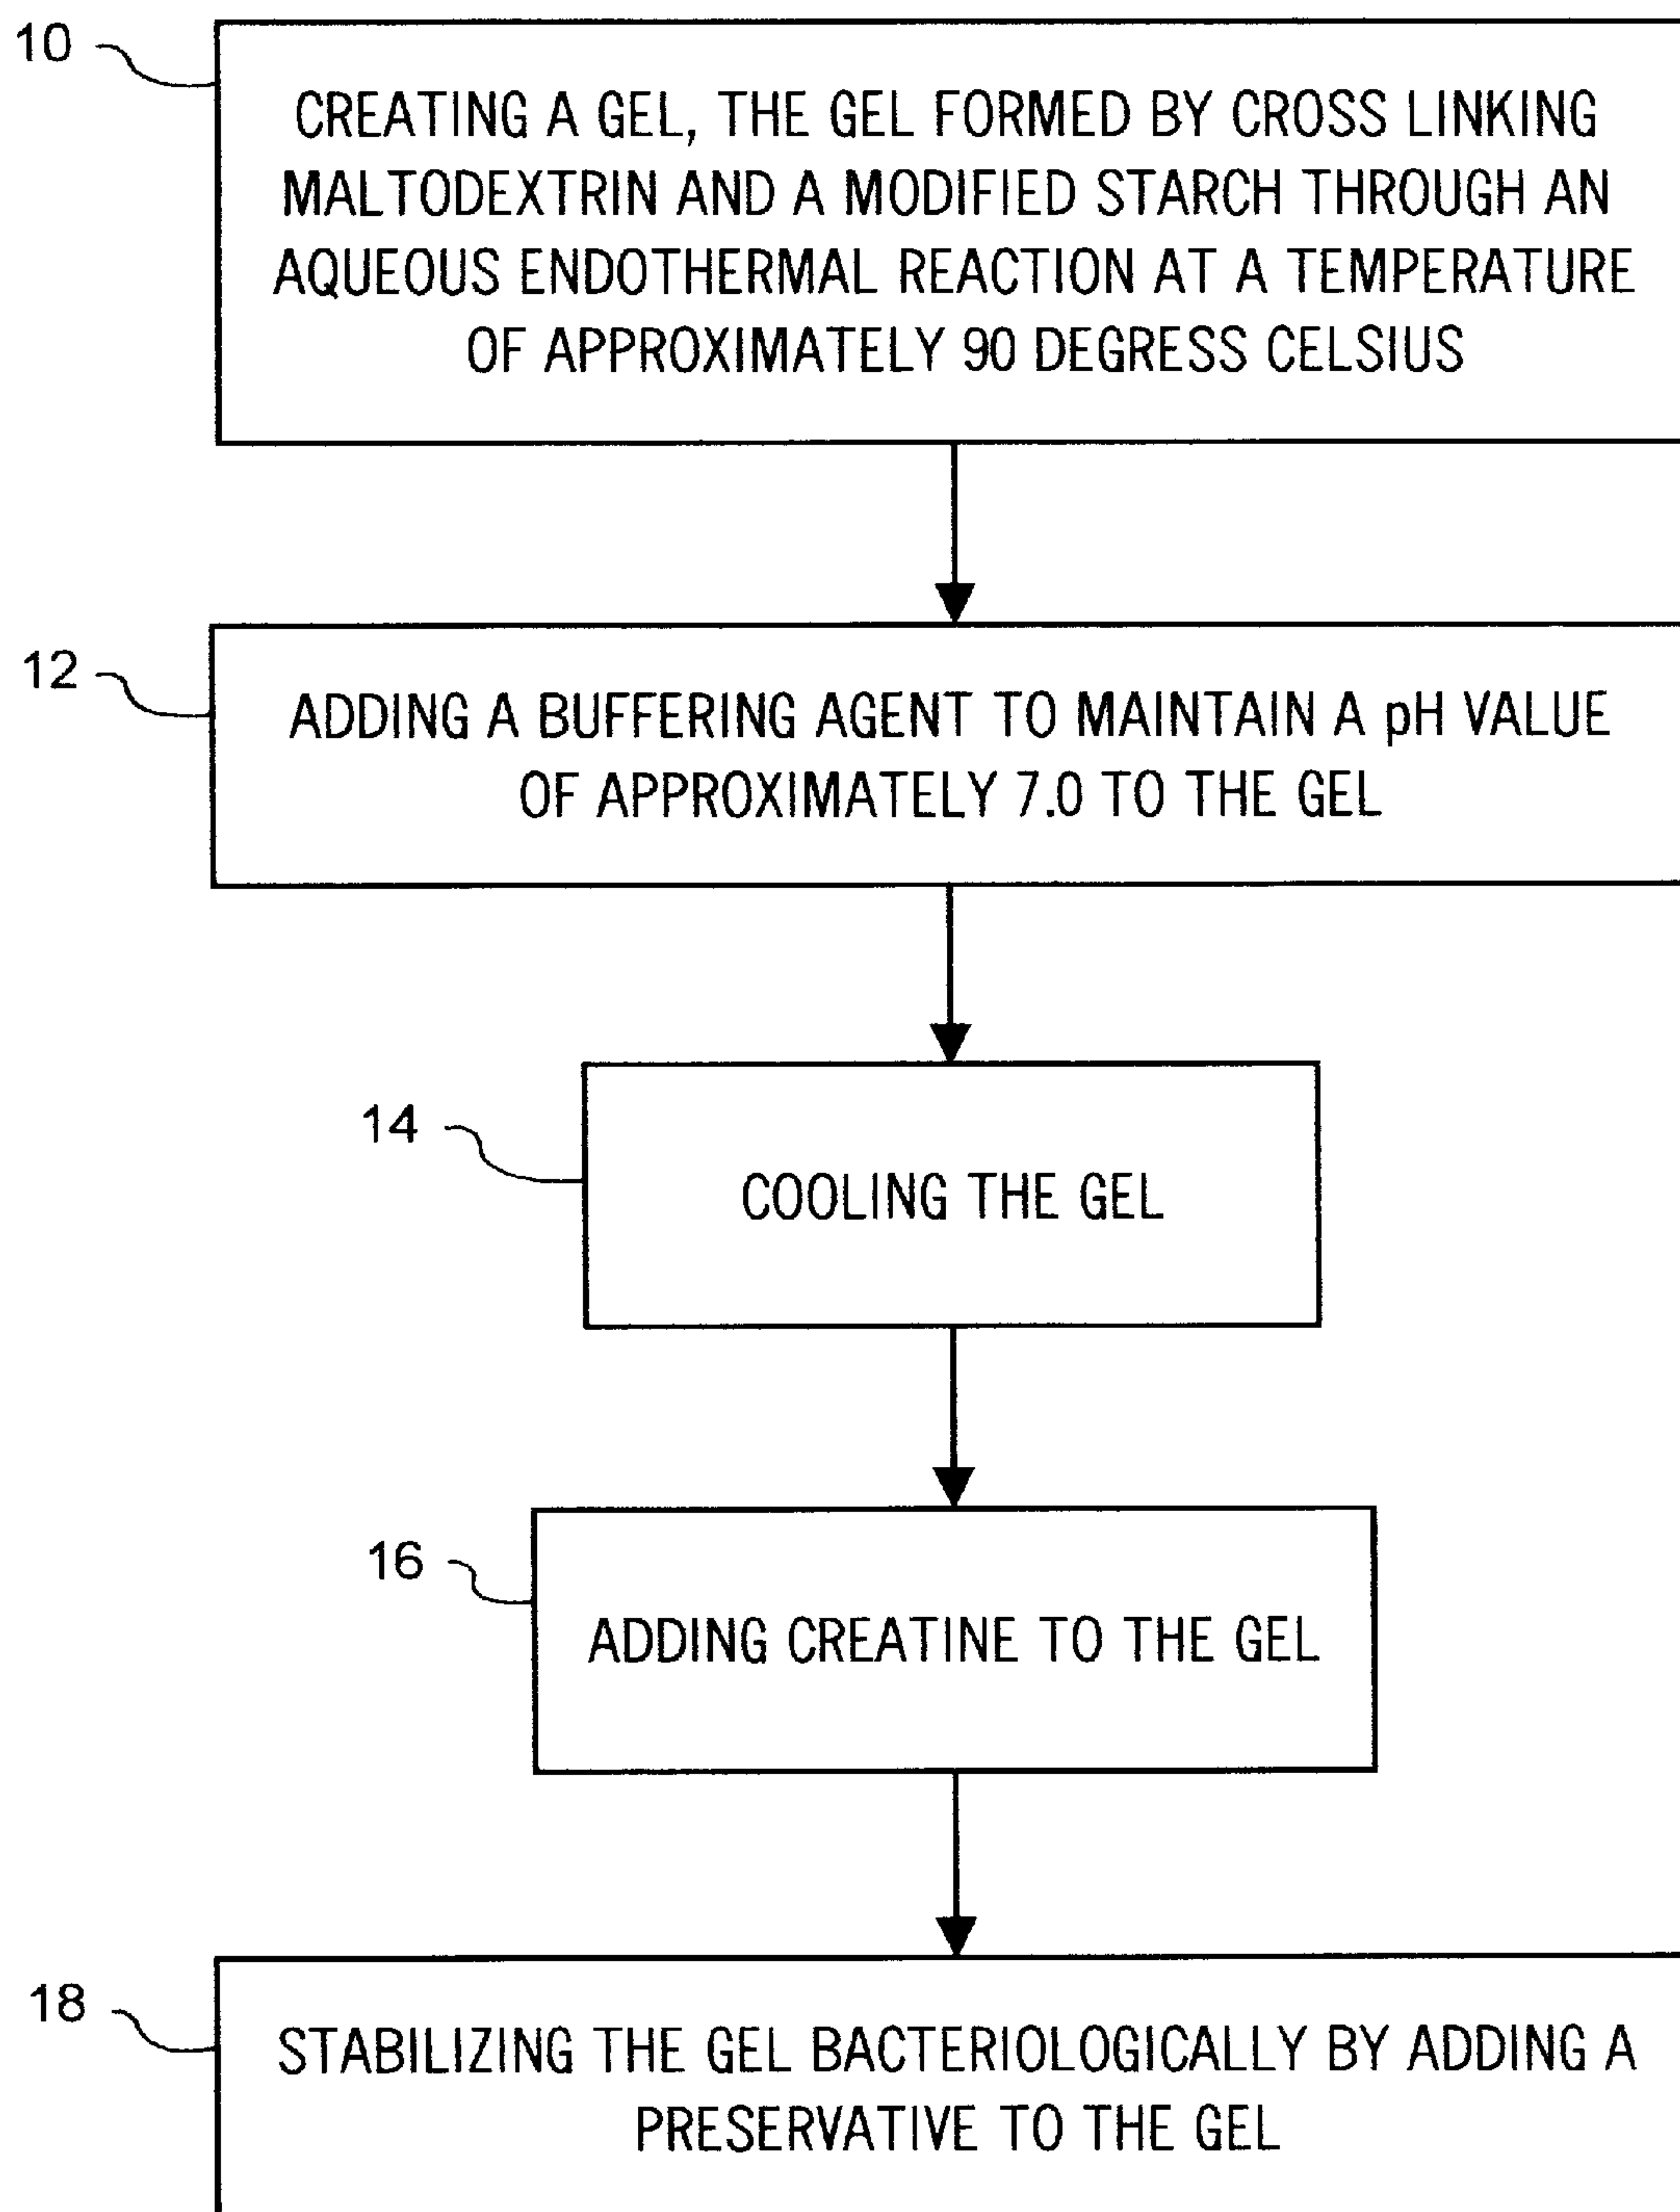 10
CREATING A GEL, THE GEL FORMED BY CROSS LINKING
MALTODEXTRIN AND A MODIFIED STARCH THROUGH AN
AQUEOUS ENDOTHERMAL REACTION AT A TEMPERATURE
OF APPROXIMATELY 90 DEGRESS CELSIUS
12
ADDING A BUFFERING AGENT TO MAINTAIN A pH VALUE
OF APPROXIMATELY 7.0 TO THE GEL
14
COOLING THE GEL
16
ADDING CREATINE TO THE GEL
18
STABILIZING THE GEL BACTERIOLOGICALLY BY ADDING A
PRESERVATIVE TO THE GEL